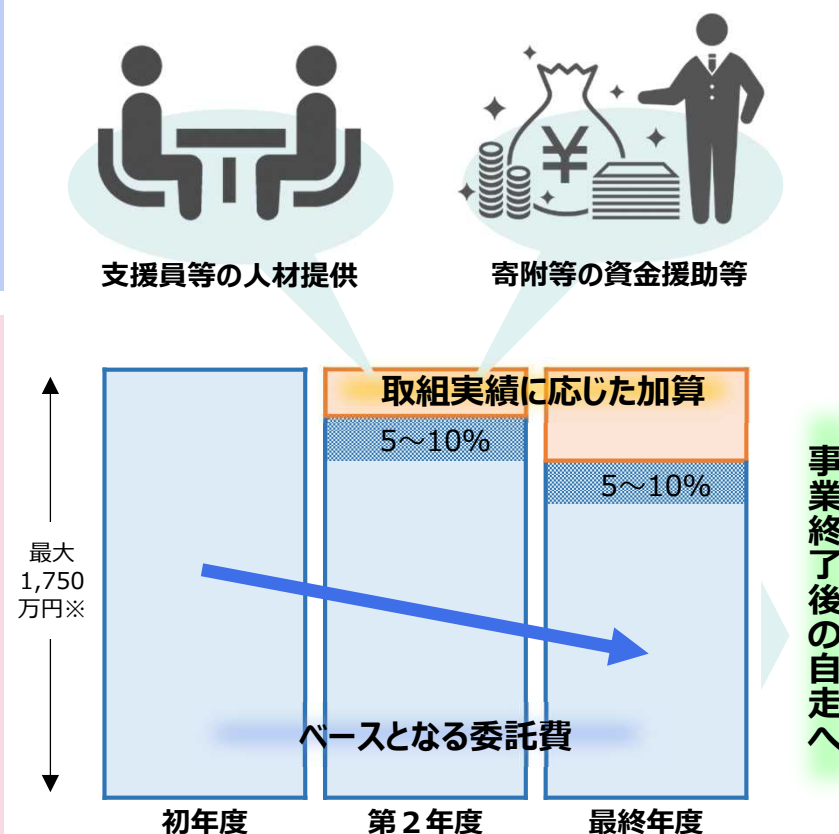 ¥
支援員等の人材提供
寄附等の資金援助等
取組実績に応じた加算
5～10%
5～10%
最大
1,750
万円※
ベースとなる委託費
初年度
第２年度
最終年度
事業終了後の自走へ